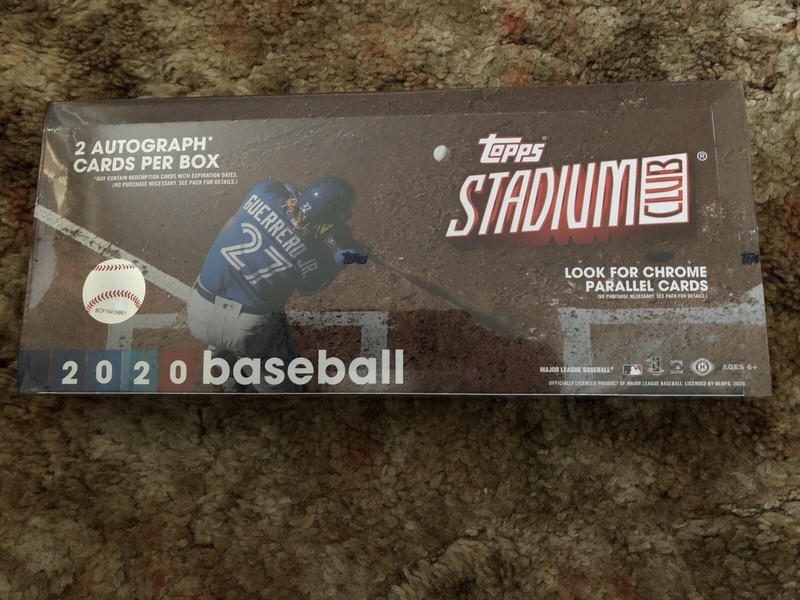 2 AUTOGRAPH*
CARDS PER BOX
*MAY CONTAIN REDEMPTION CARDS WITH EXPIRATION DATES.
(NO PURCHASE NECESSARY. SEE PACK FOR DETAILS.)
topps
STADIUM CLUB®
GUERRERO JR
27
LOOK FOR CHROME
PARALLEL CARDS
(NO PURCHASE NECESSARY. SEE PACK FOR DETAILS.)
BCF19419861
2020 baseball
MAJOR LEAGUE BASEBALL® AGES 6+
OFFICIALLY LICENSED PRODUCT OF MAJOR LEAGUE BASEBALL. LICENSED BY MLBPA, 2020.